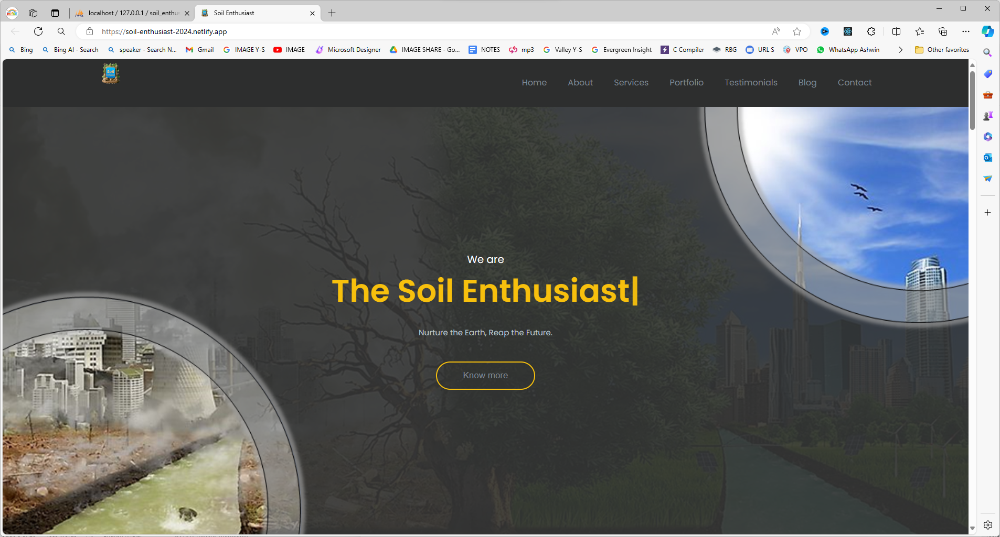 localhost / 127.0.0.1 / soil_enthus
Soil Enthusiast
https://soil-enthusiast-2024.netlify.app
Bing
Bing AI - Search
speaker - Search N...
Gmail
IMAGE Y-S
IMAGE
Microsoft Designer
IMAGE SHARE - Go...
NOTES
mp3
Valley Y-S
Evergreen Insight
C Compiler
RBG
URL S
VPO
WhatsApp Ashwin
Other favorites
Soil
Home About Services Portfolio Testimonials Blog Contact
We are
The Soil Enthusiast|
Nurture the Earth, Reap the Future.
Know more